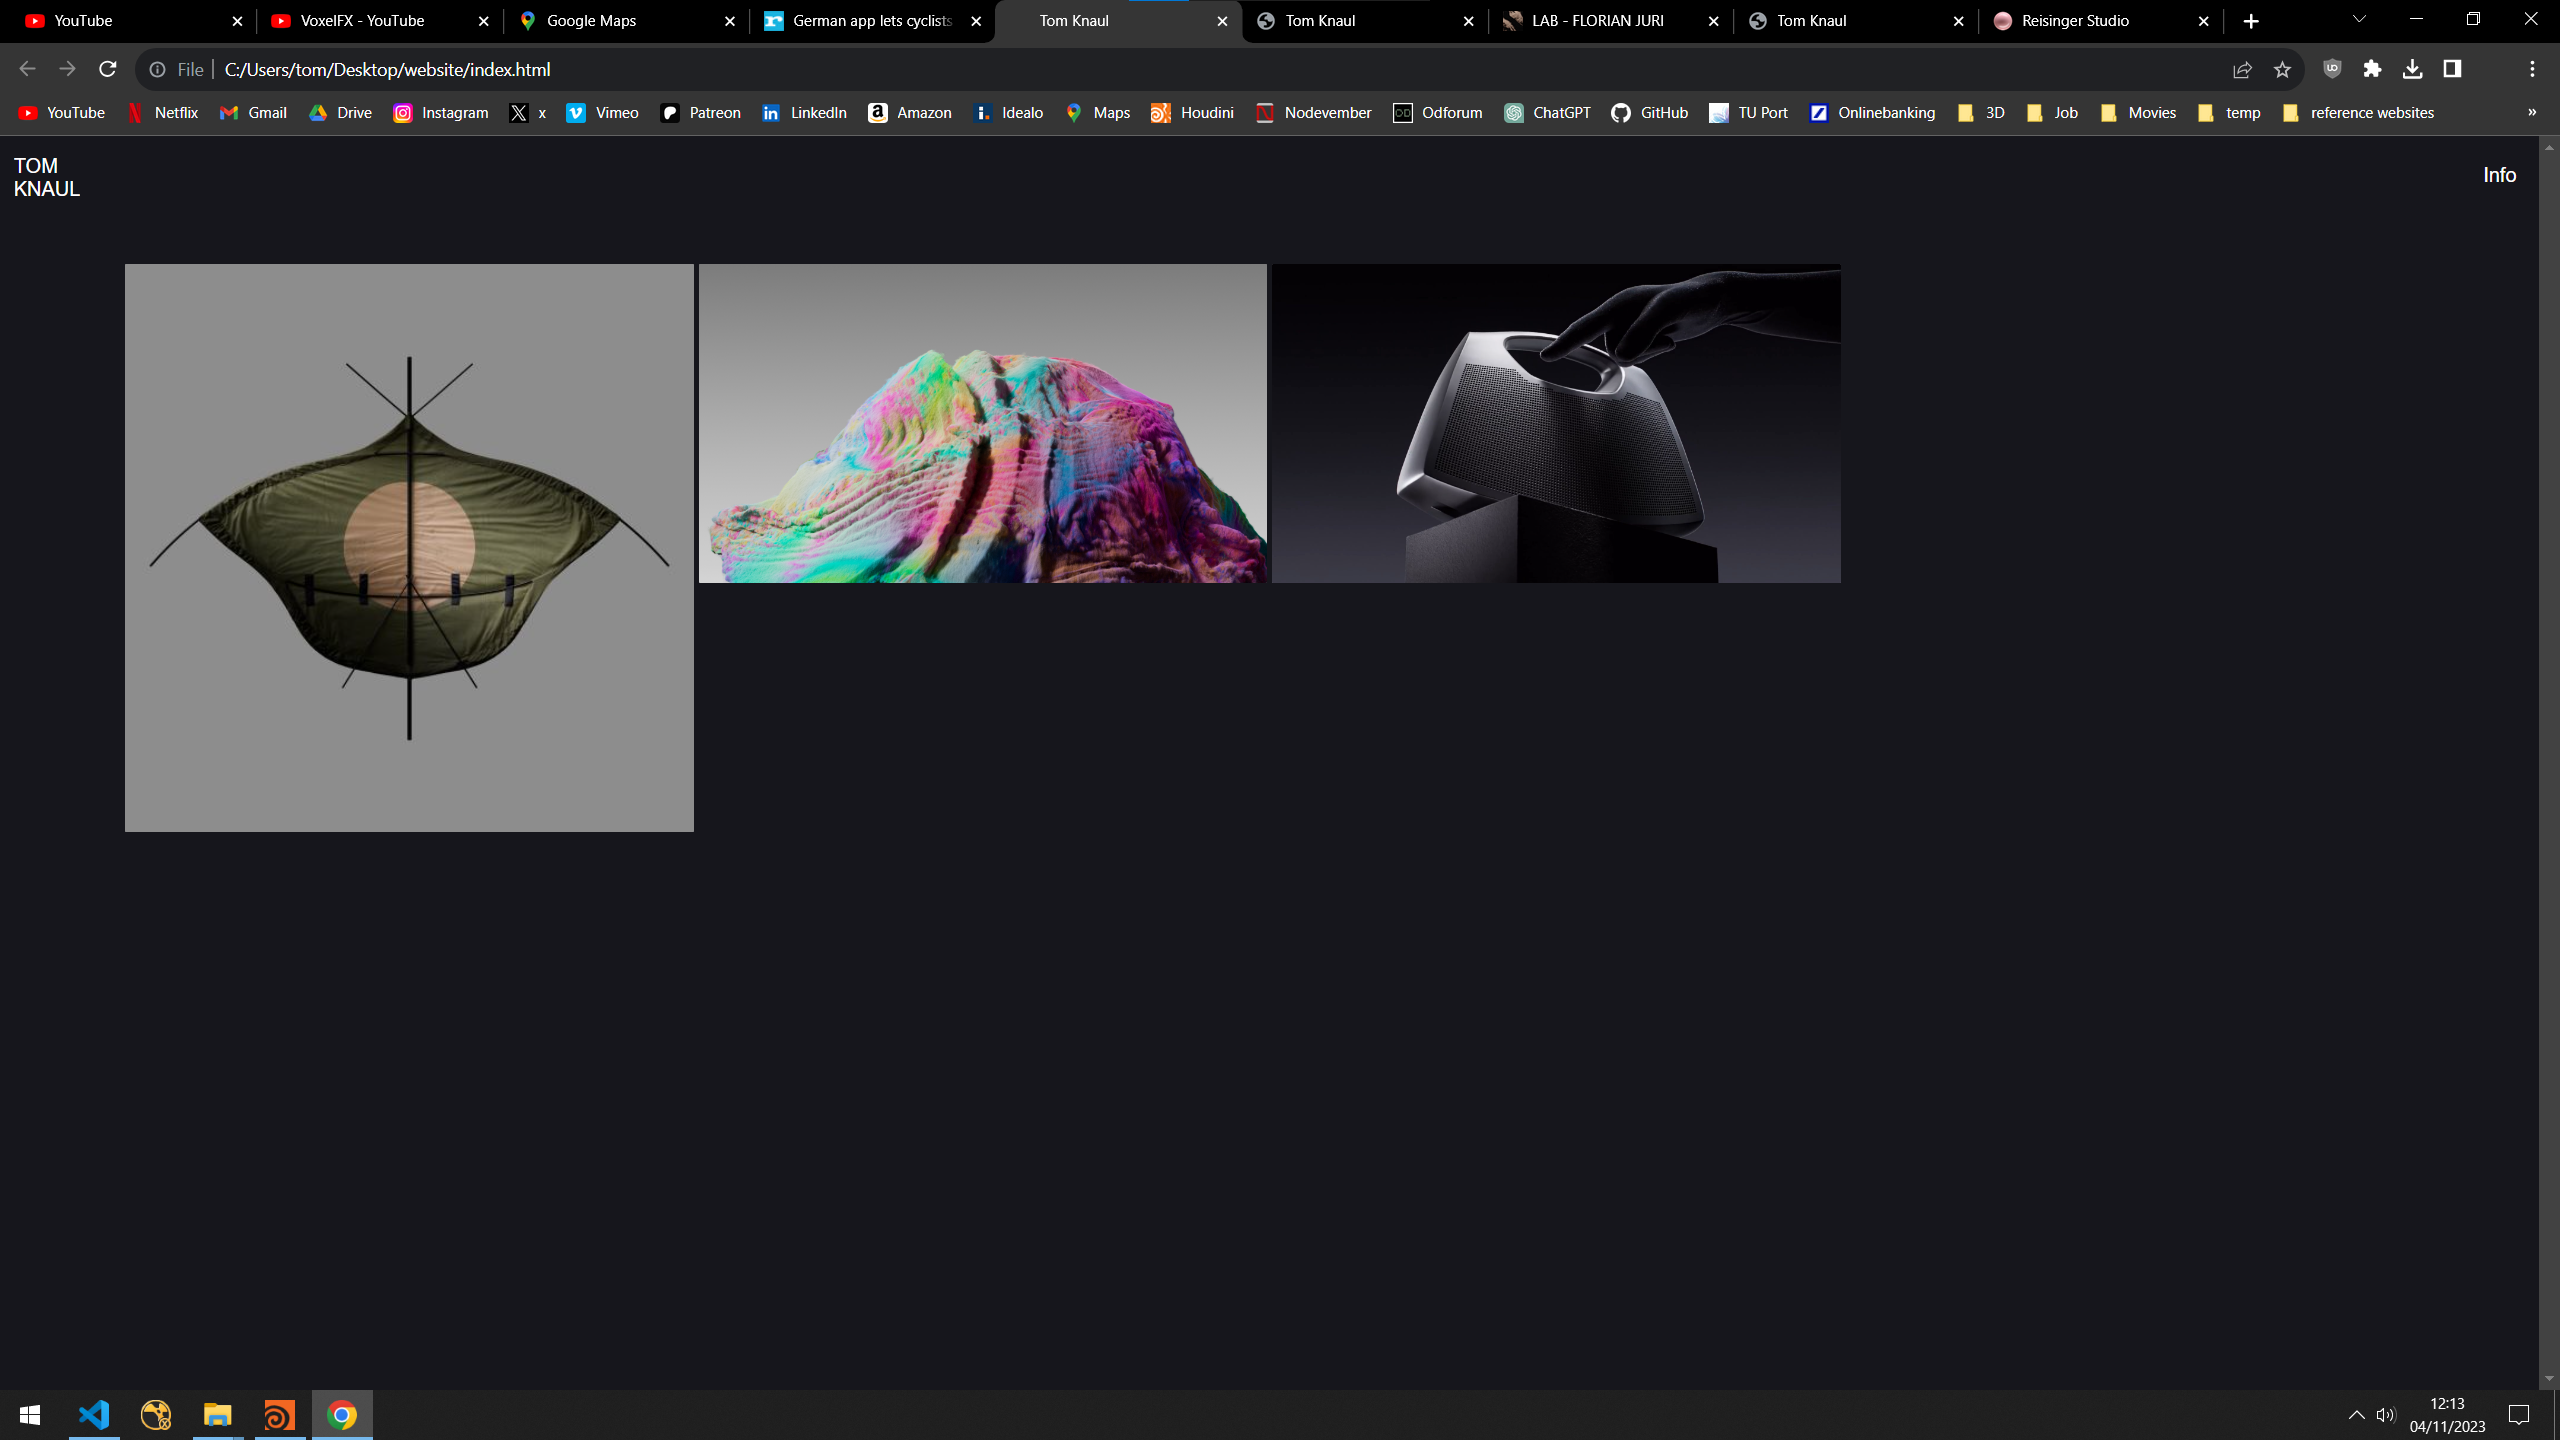 YouTube
VoxelFX - YouTube
Google Maps
German app lets cyclists
Tom Knaul
Tom Knaul
LAB - FLORIAN JURI
Tom Knaul
Reisinger Studio
File
C:/Users/tom/Desktop/website/index.html
YouTube
Netflix
Gmail
Drive
Instagram
x
Vimeo
Patreon
LinkedIn
Amazon
Idealo
Maps
Houdini
Nodevember
Odforum
ChatGPT
GitHub
TU Port
Onlinebanking
3D
Job
Movies
temp
reference websites
»
TOM
KNAUL
Info
12:13
04/11/2023